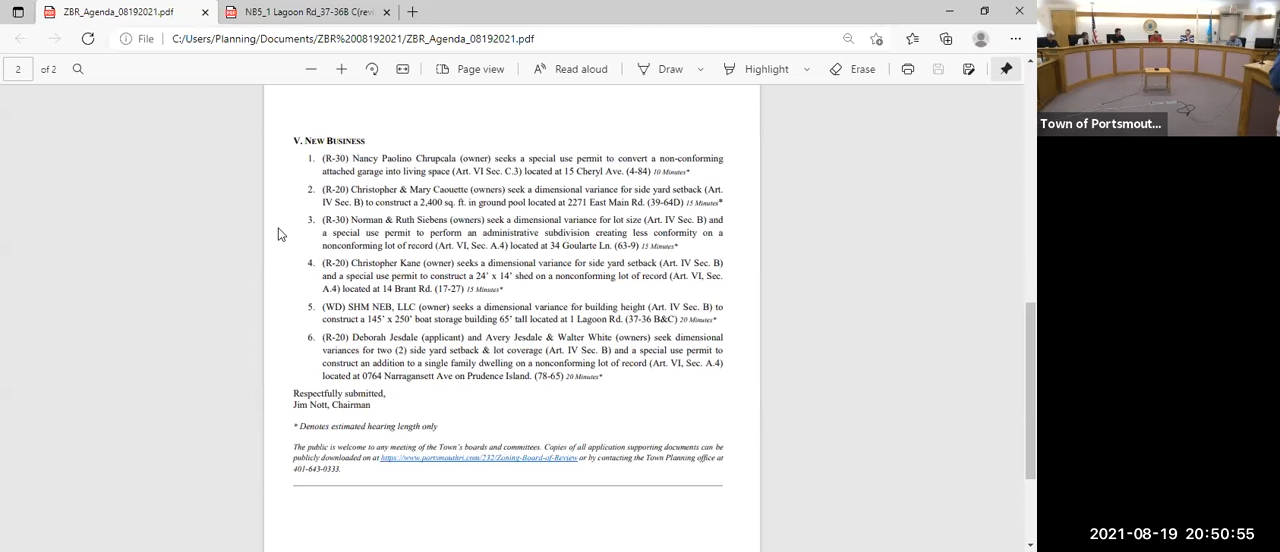 ZBR_Agenda_08192021.pdf
NB5_1 Lagoon Rd_37-36B C(rev
File
C:/Users/Planning/Documents/ZBR%2008192021/ZBR_Agenda_08192021.pdf
2 of 2
Page view
Read aloud
Draw
Highlight
Erase
V. NEW BUSINESS
1. (R-30) Nancy Paolino Chrupcala (owner) seeks a special use permit to convert a non-conforming
attached garage into living space (Art. VI Sec. C.3) located at 15 Cheryl Ave. (4-84) 10 Minutes*
2. (R-20) Christopher & Mary Caouette (owners) seek a dimensional variance for side yard setback (Art.
IV Sec. B) to construct a 2,400 sq. ft. in ground pool located at 2271 East Main Rd. (39-64D) 15 Minutes*
3. (R-30) Norman & Ruth Siebens (owners) seek a dimensional variance for lot size (Art. IV Sec. B) and
a special use permit to perform an administrative subdivision creating less conformity on a
nonconforming lot of record (Art. VI, Sec. A.4) located at 34 Goularte Ln. (63-9) 15 Minutes*
4. (R-20) Christopher Kane (owner) seeks a dimensional variance for side yard setback (Art. IV Sec. B)
and a special use permit to construct a 24' x 14' shed on a nonconforming lot of record (Art. VI, Sec.
A.4) located at 14 Brant Rd. (17-27) 15 Minutes*
5. (WD) SHM NEB, LLC (owner) seeks a dimensional variance for building height (Art. IV Sec. B) to
construct a 145' x 250' boat storage building 65' tall located at 1 Lagoon Rd. (37-36 B&C) 20 Minutes*
6. (R-20) Deborah Jesdale (applicant) and Avery Jesdale & Walter White (owners) seek dimensional
variances for two (2) side yard setback & lot coverage (Art. IV Sec. B) and a special use permit to
construct an addition to a single family dwelling on a nonconforming lot of record (Art. VI, Sec. A.4)
located at 0764 Narragansett Ave on Prudence Island. (78-65) 20 Minutes*
Respectfully submitted,
Jim Nott, Chairman
* Denotes estimated hearing length only
The public is welcome to any meeting of the Town's boards and committees. Copies of all application supporting documents can be
publicly downloaded on at https://www.portsmouthri.com/232/Zoning-Board-of-Review or by contacting the Town Planning office at
401-643-0333.
Town of Portsmout...
2021-08-19 20:50:55